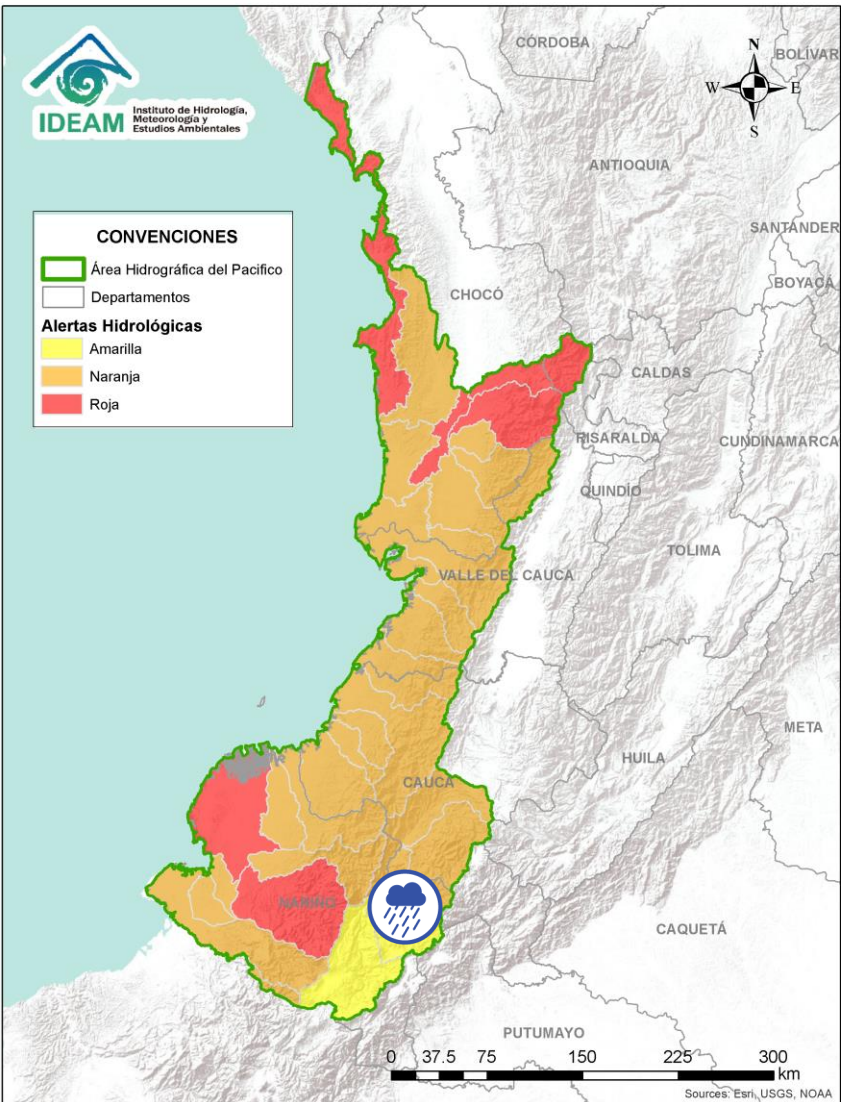 IDEAM
Instituto de Hidrología,
Meteorología y
Estudios Ambientales
CONVENCIONES
Área Hidrográfica del Pacifico
Departamentos
Alertas Hidrológicas
Amarilla
Naranja
Roja
N
W
E
S
CÓRDOBA
BOLIVAR
ANTIOQUIA
SANTANDER
BOYACÁ
CHOCÓ
CALDAS
RISARALDA
CUNDINAMARCA
QUINDÍO
TOLIMA
VALLE DEL CAUCA
META
HUILA
CAUCA
NARIÑO
CAQUETÁ
PUTUMAYO
0 37.5 75 150 225 300
km
Sources: Esri, USGS, NOAA